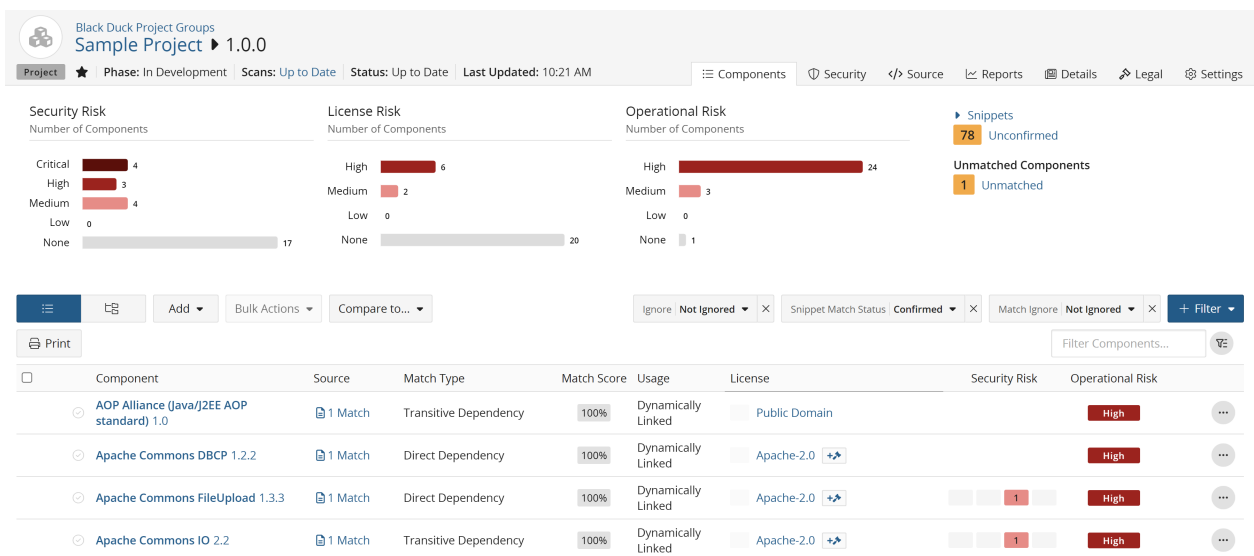 Black Duck Project Groups
Sample Project 1.0.0
Project Phase: In Development Scans: Up to Date Status: Up to Date Last Updated: 10:21 AM
Components Security Source Reports Details Legal Settings
Security Risk
Number of Components
Critical 4
High 3
Medium 4
Low 0
None 17
License Risk
Number of Components
High 6
Medium 2
Low 0
None 20
Operational Risk
Number of Components
High 24
Medium 3
Low 0
None 1
Snippets
78 Unconfirmed
Unmatched Components
1 Unmatched
Add Bulk Actions Compare to... Ignore Not Ignored Snippet Match Status Confirmed Match Ignore Not Ignored + Filter
Print Filter Components...
Component Source Match Type Match Score Usage License Security Risk Operational Risk
AOP Alliance (Java/J2EE AOP
standard) 1.0 1 Match Transitive Dependency 100% Dynamically
Linked Public Domain High
Apache Commons DBCP 1.2.2 1 Match Direct Dependency 100% Dynamically
Linked Apache-2.0 High
Apache Commons FileUpload 1.3.3 1 Match Direct Dependency 100% Dynamically
Linked Apache-2.0 1 High
Apache Commons IO 2.2 1 Match Transitive Dependency 100% Dynamically
Linked Apache-2.0 1 High